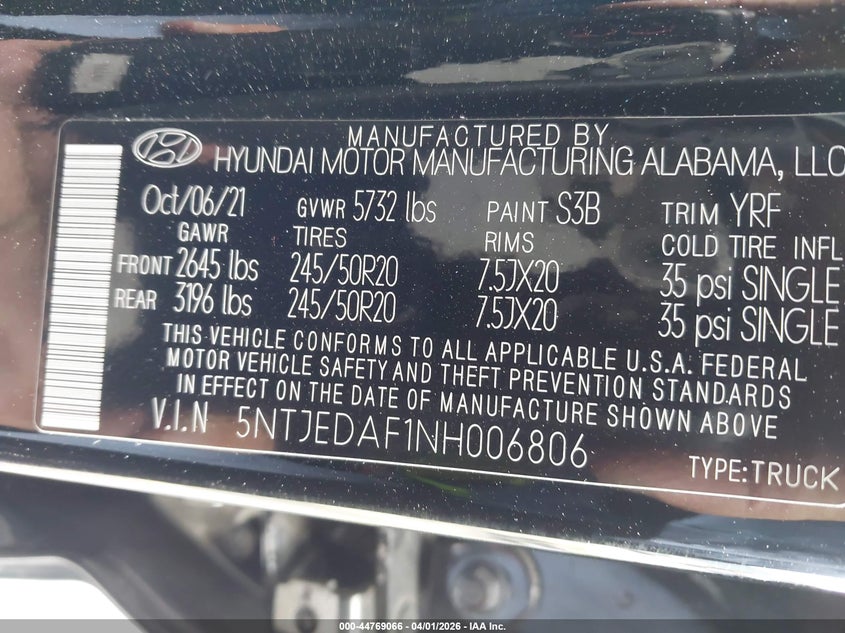 MANUFACTURED BY
HYUNDAI MOTOR MANUFACTURING ALABAMA, LLC
Oct/06/21 GVWR 5732 lbs PAINT S3B TRIM YRF
GAWR TIRES RIMS COLD TIRE INFL
FRONT 2645 lbs 245/50R20 7.5JX20 35 psi SINGLE
REAR 3196 lbs 245/50R20 7.5JX20 35 psi SINGLE
THIS VEHICLE CONFORMS TO ALL APPLICABLE U.S.A. FEDERAL
MOTOR VEHICLE SAFETY AND THEFT PREVENTION STANDARDS
IN EFFECT ON THE DATE OF MANUFACTURE SHOWN ABOVE
V.I.N 5NTJEDAF1NH006806
TYPE:TRUCK
000-44769066 - 04/01/2026 - IAA Inc.